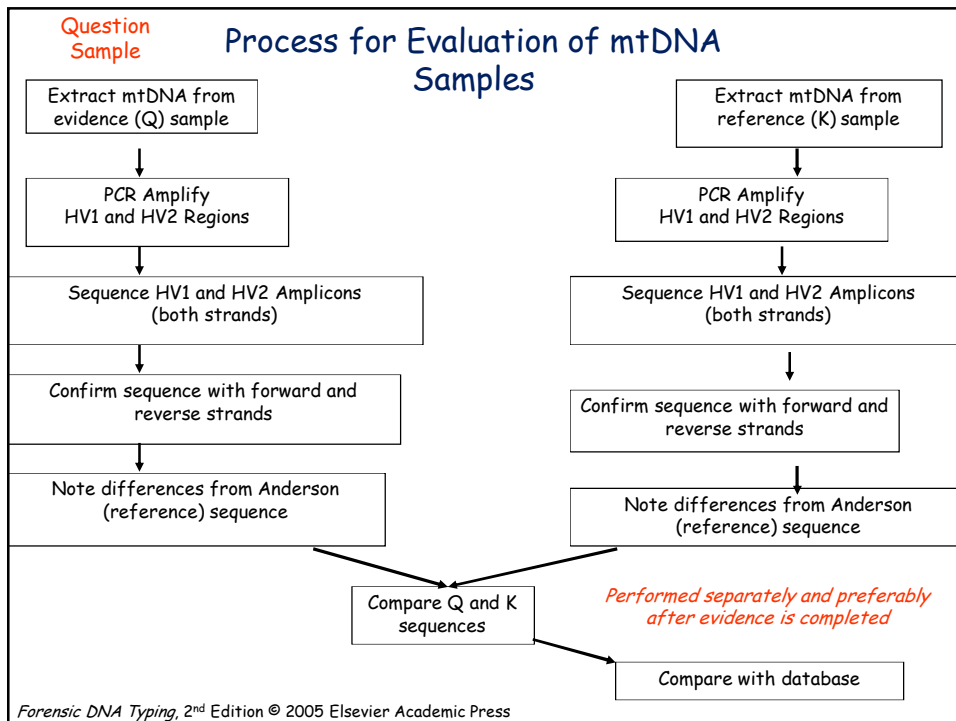 Question
Sample
Process for Evaluation of mtDNA
Samples
Extract mtDNA from
evidence (Q) sample
PCR Amplify
HV1 and HV2 Regions
Sequence HV1 and HV2 Amplicons
(both strands)
Confirm sequence with forward and
reverse strands
Note differences from Anderson
(reference) sequence
Extract mtDNA from
reference (K) sample
PCR Amplify
HV1 and HV2 Regions
Sequence HV1 and HV2 Amplicons
(both strands)
Confirm sequence with forward and
reverse strands
Note differences from Anderson
(reference) sequence
Compare Q and K
sequences
Performed separately and preferably
after evidence is completed
Compare with database
Forensic DNA Typing, 2nd Edition © 2005 Elsevier Academic Press